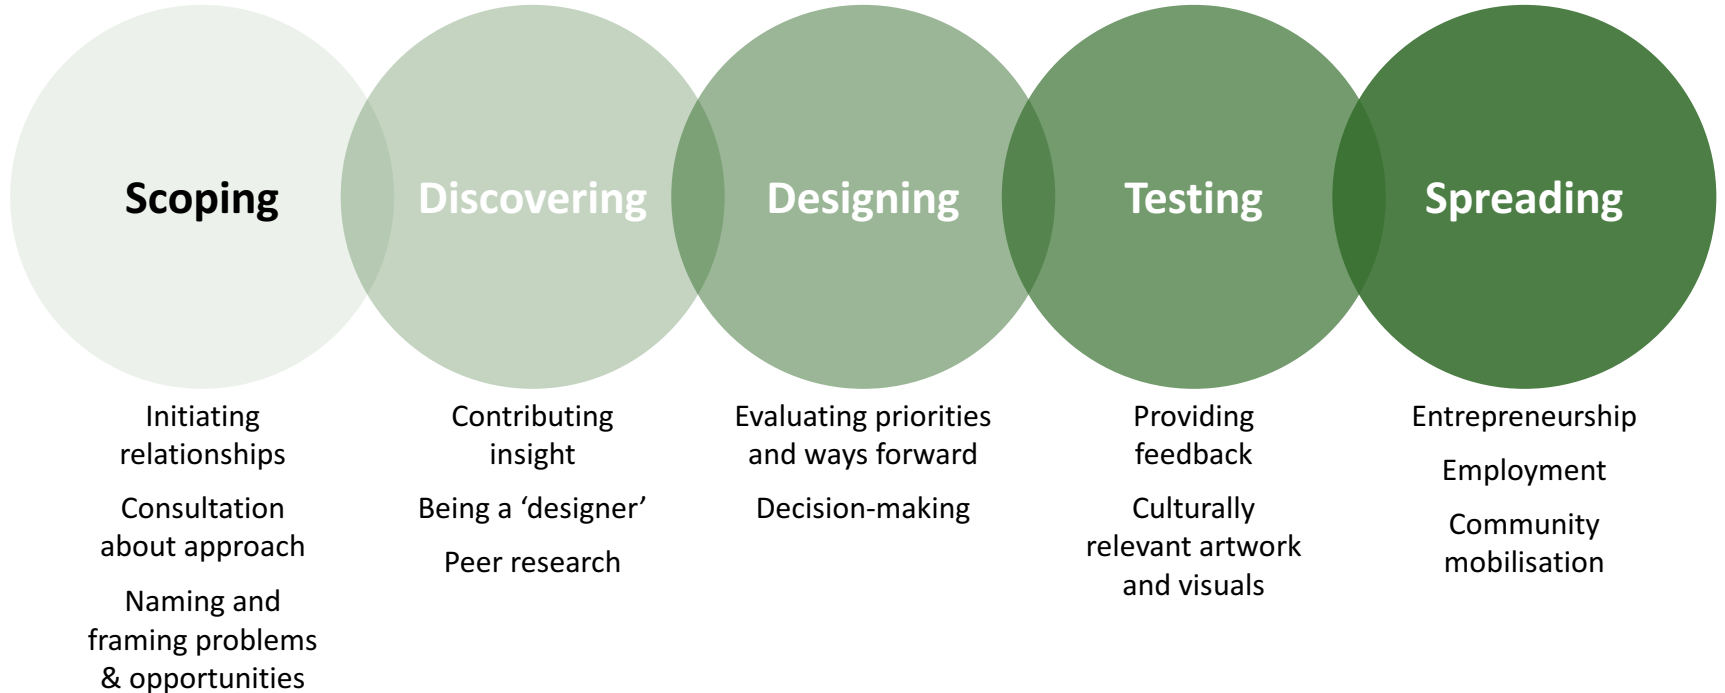 Scoping
Discovering
Designing
Testing
Spreading
Initiating
relationships
Consultation
about approach
Naming and
framing problems
& opportunities
Contributing
insight
Being a ‘designer’
Peer research
Evaluating priorities
and ways forward
Decision-making
Providing
feedback
Culturally
relevant artwork
and visuals
Entrepreneurship
Employment
Community
mobilisation